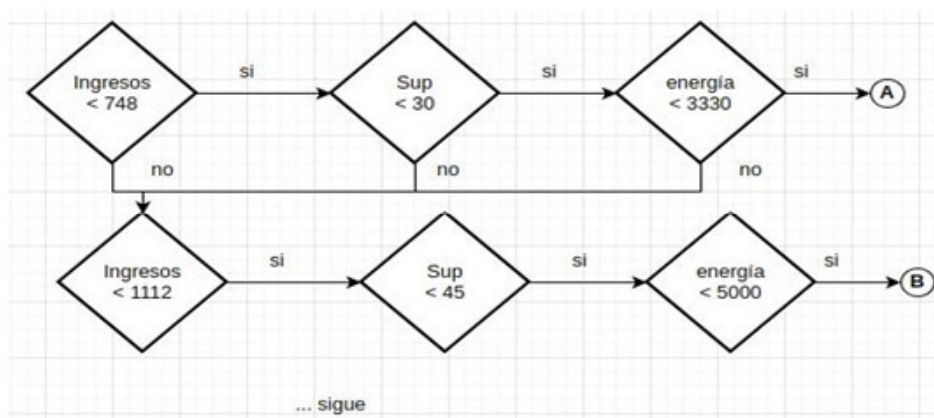 Ingresos
< 748
si
Sup
< 30
si
energía
< 3330
si
A
no
no
no
Ingresos
< 1112
si
Sup
< 45
si
energía
< 5000
si
B
... sigue